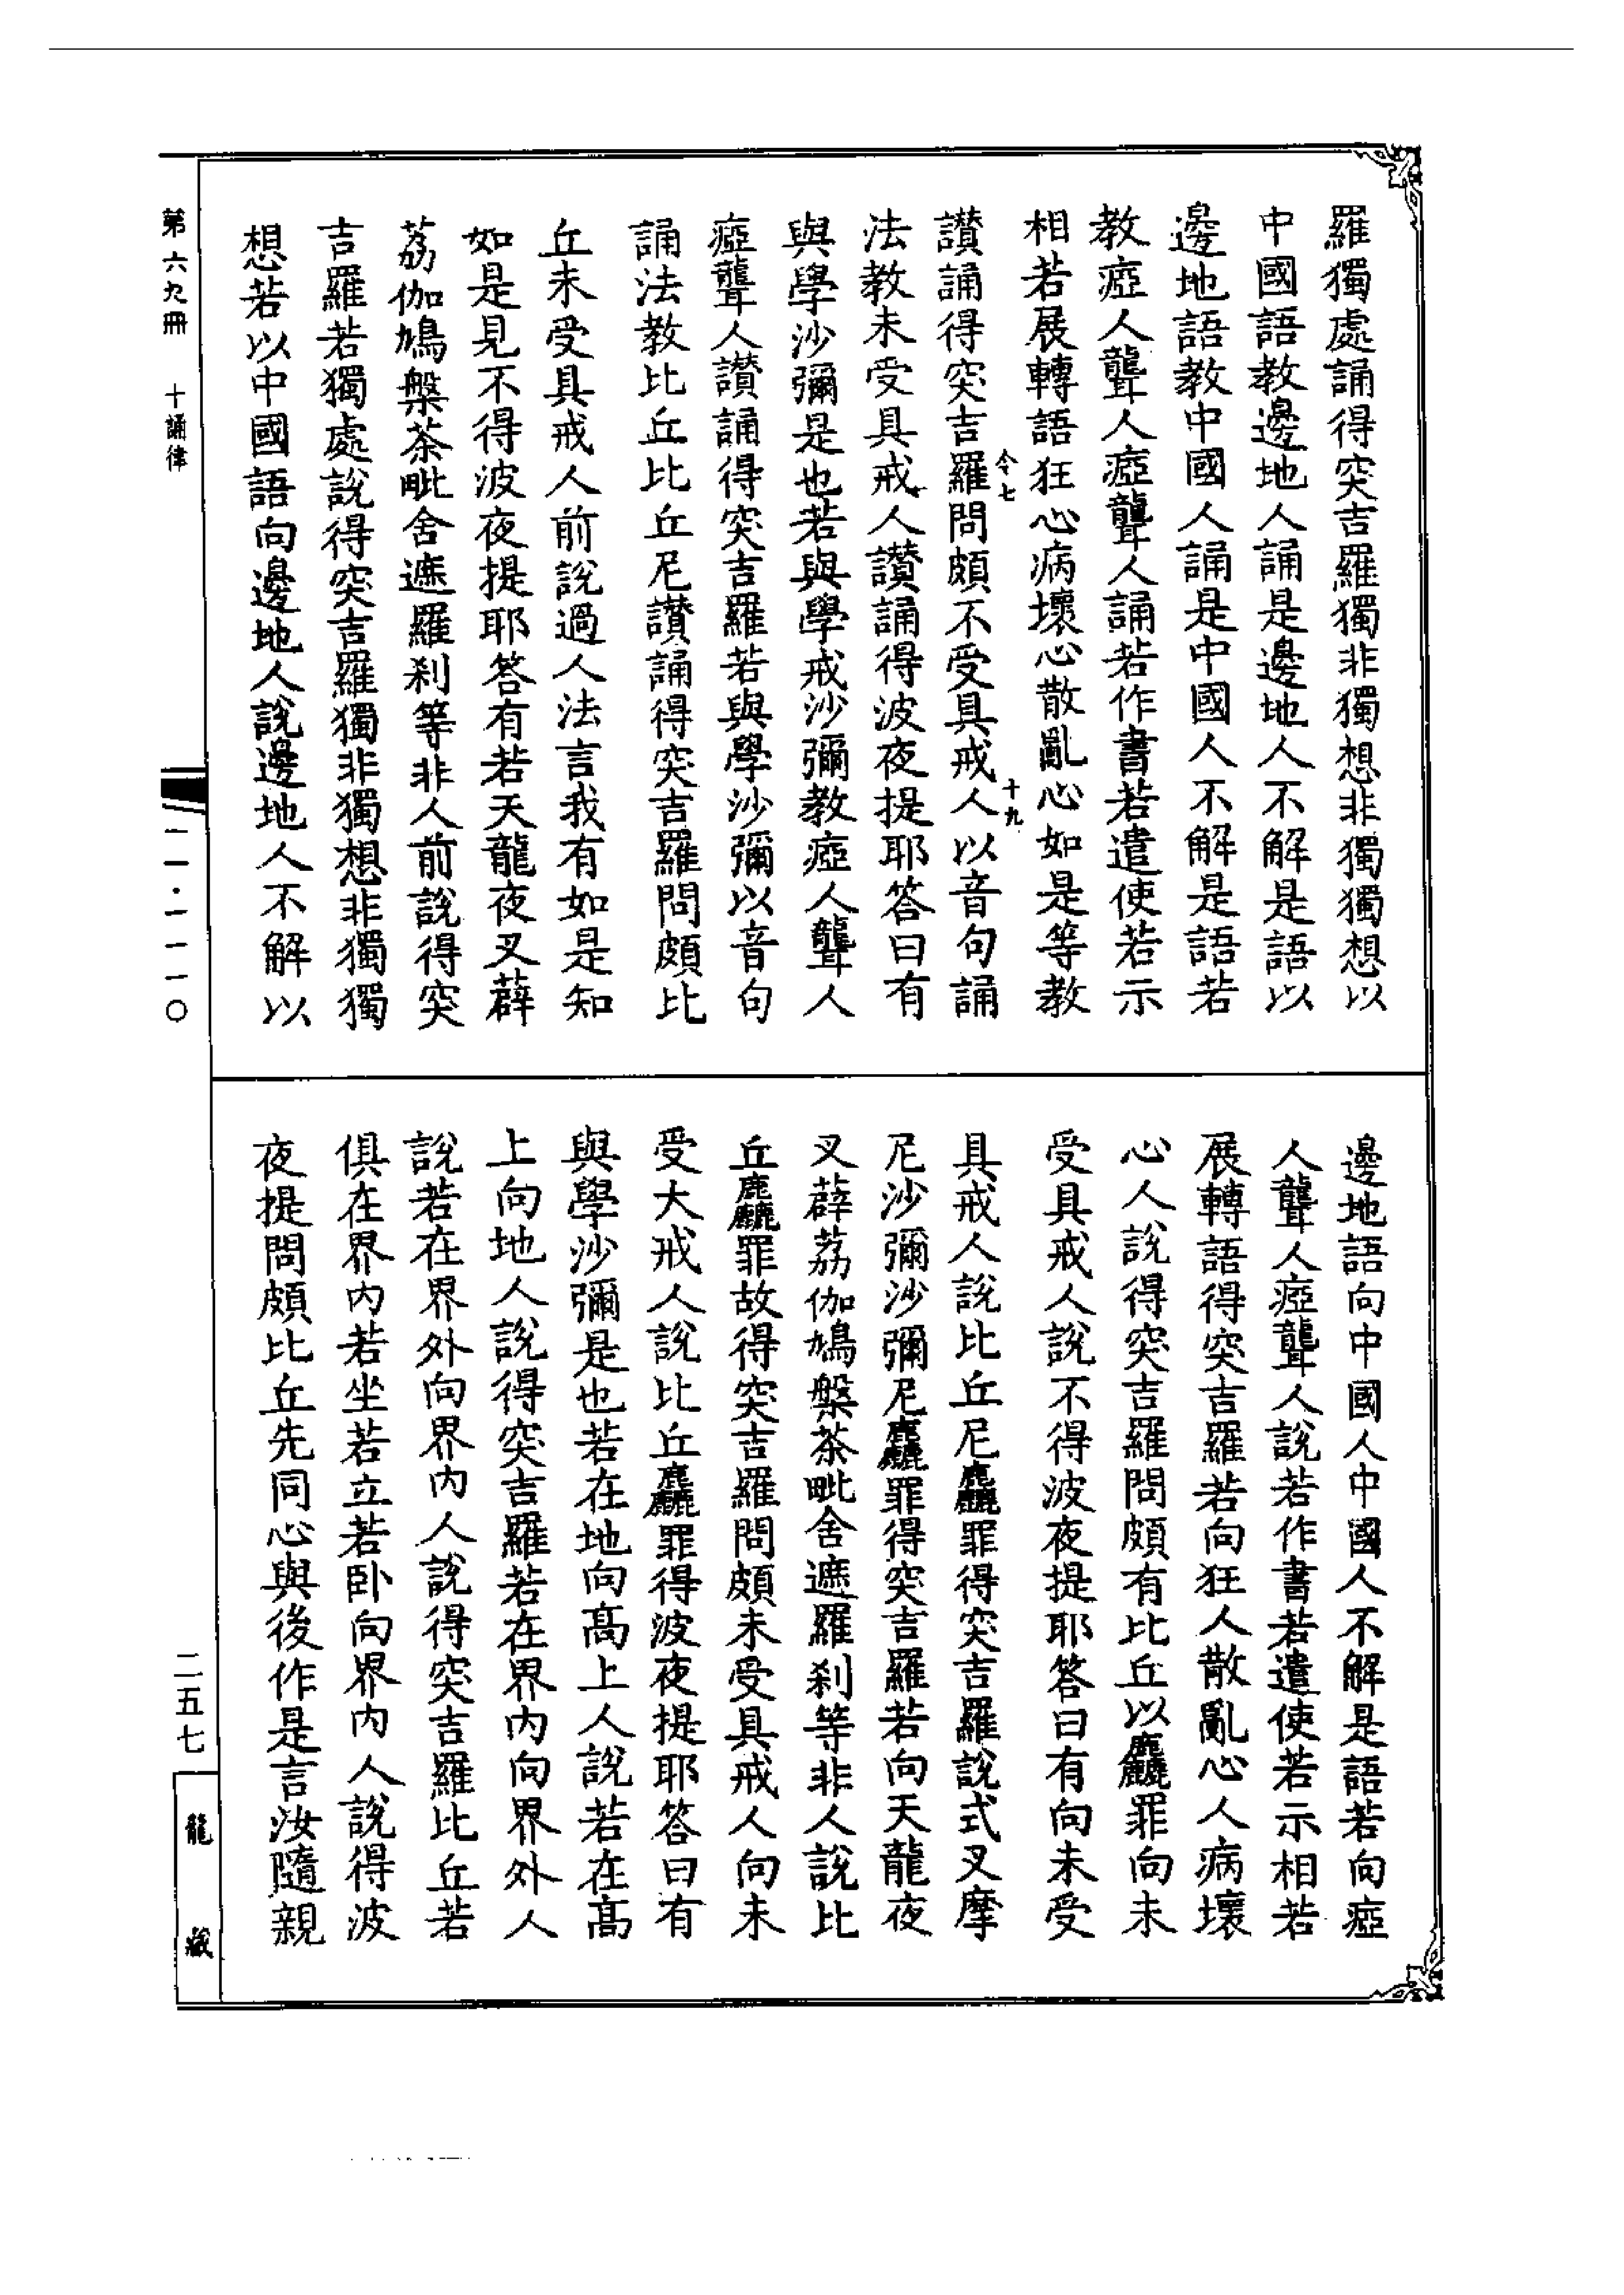 羅獨處誦得突吉羅獨非獨想非獨獨想以
中國語教邊地人誦是邊地人不解是語以
邊地語教中國人誦是中國人不解是語若
教瘂人聾人瘂聾人誦若作書若遣使若示
相若展轉語狂心病壞心散亂心如是等教
令七
十九
讃誦得突吉羅問頗不受具戒人以音句誦
法教未受具戒人讃誦得波夜提耶答曰有
與學沙彌是也若與學戒沙彌教瘂人聾人
瘂聾人讃誦得突吉羅若與學沙彌以音句
誦法教比丘比丘尼讃誦得突吉羅問頗比
丘未受具戒人前說過人法言我有如是知
如是見不得波夜提耶答有若天龍夜叉薜
荔伽鳩槃茶毗舍遮羅刹等非人前說得突
吉羅若獨處說得突吉羅獨非獨想非獨獨
想若以中國語向邊地人說邊地人不解以
邊地語向中國人中國人不解是語若向瘂
人聾人瘂聾人說若作書若遣使若示相若
展轉語得突吉羅若向狂人散亂心人病壞
心人說得突吉羅問頗有比丘以麤罪向未
受具戒人說不得波夜提耶答曰有向未受
具戒人說比丘尼麤罪得突吉羅說式叉摩
尼沙彌沙彌尼麤罪得突吉羅若向天龍夜
叉薜荔伽鳩槃茶毗舍遮羅刹等非人說比
丘麤罪故得突吉羅問頗未受具戒人向未
受大戒人說比丘麤罪得波夜提耶答曰有
與學沙彌是也若在地向髙上人說若在髙
上向地人說得突吉羅若在界内向界外人
說若在界外向界内人說得突吉羅比丘若
俱在界内若坐若立若卧向界内人說得波
夜提問頗比丘先同心與後作是言汝隨親
第六九冊 十誦律
一一·一一一〇
二五七
龍藏